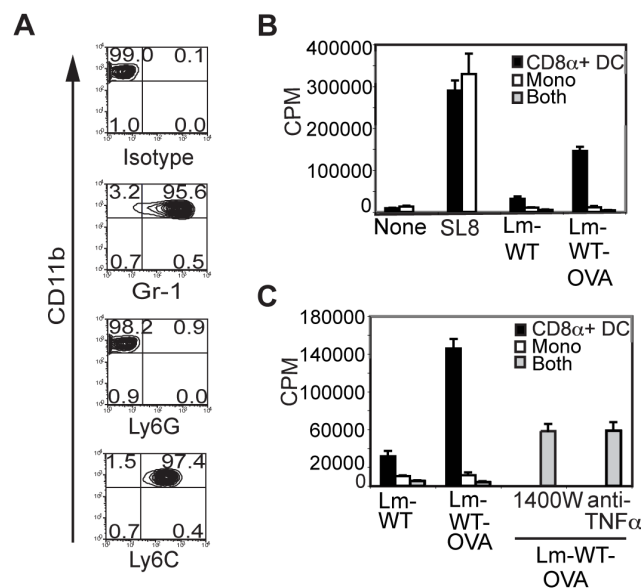 A
CD11b
99.0 0.1
1.0 0.0
Isotype
3.2 95.6
0.7 0.5
Gr-1
98.2 0.9
0.9 0.0
Ly6G
1.5 97.4
0.7 0.4
Ly6C
B
CPM
400000
300000
200000
100000
0
CD8α+ DC
Mono
Both
None
SL8
Lm-
WT
Lm-
WT-
OVA
C
CPM
180000
140000
100000
60000
20000
0
CD8α+ DC
Mono
Both
Lm-
WT
Lm-
WT-
OVA
1400W
anti-
TNFα
Lm-WT-
OVA